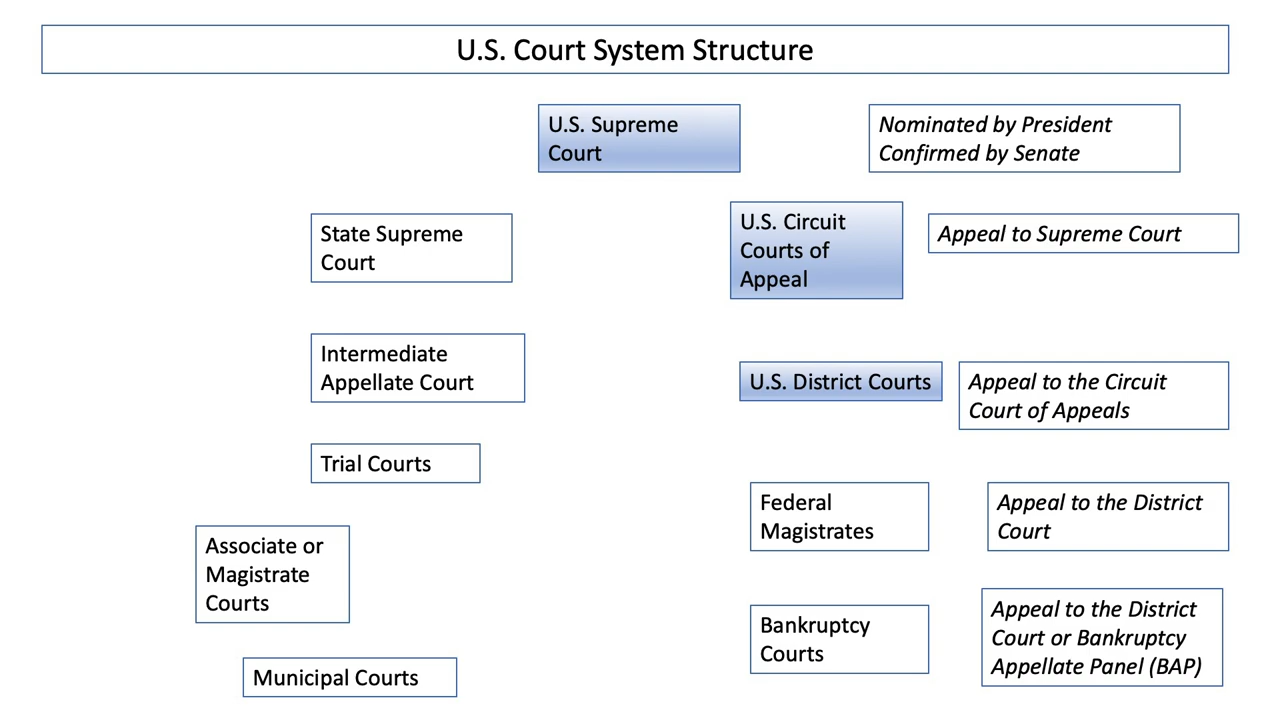 U.S. Court System Structure
U.S. Supreme
Court
Nominated by President
Confirmed by Senate
State Supreme
Court
U.S. Circuit
Courts of
Appeal
Appeal to Supreme Court
Intermediate
Appellate Court
U.S. District Courts
Appeal to the Circuit
Court of Appeals
Trial Courts
Federal
Magistrates
Appeal to the District
Court
Associate or
Magistrate
Courts
Bankruptcy
Courts
Appeal to the District
Court or Bankruptcy
Appellate Panel (BAP)
Municipal Courts